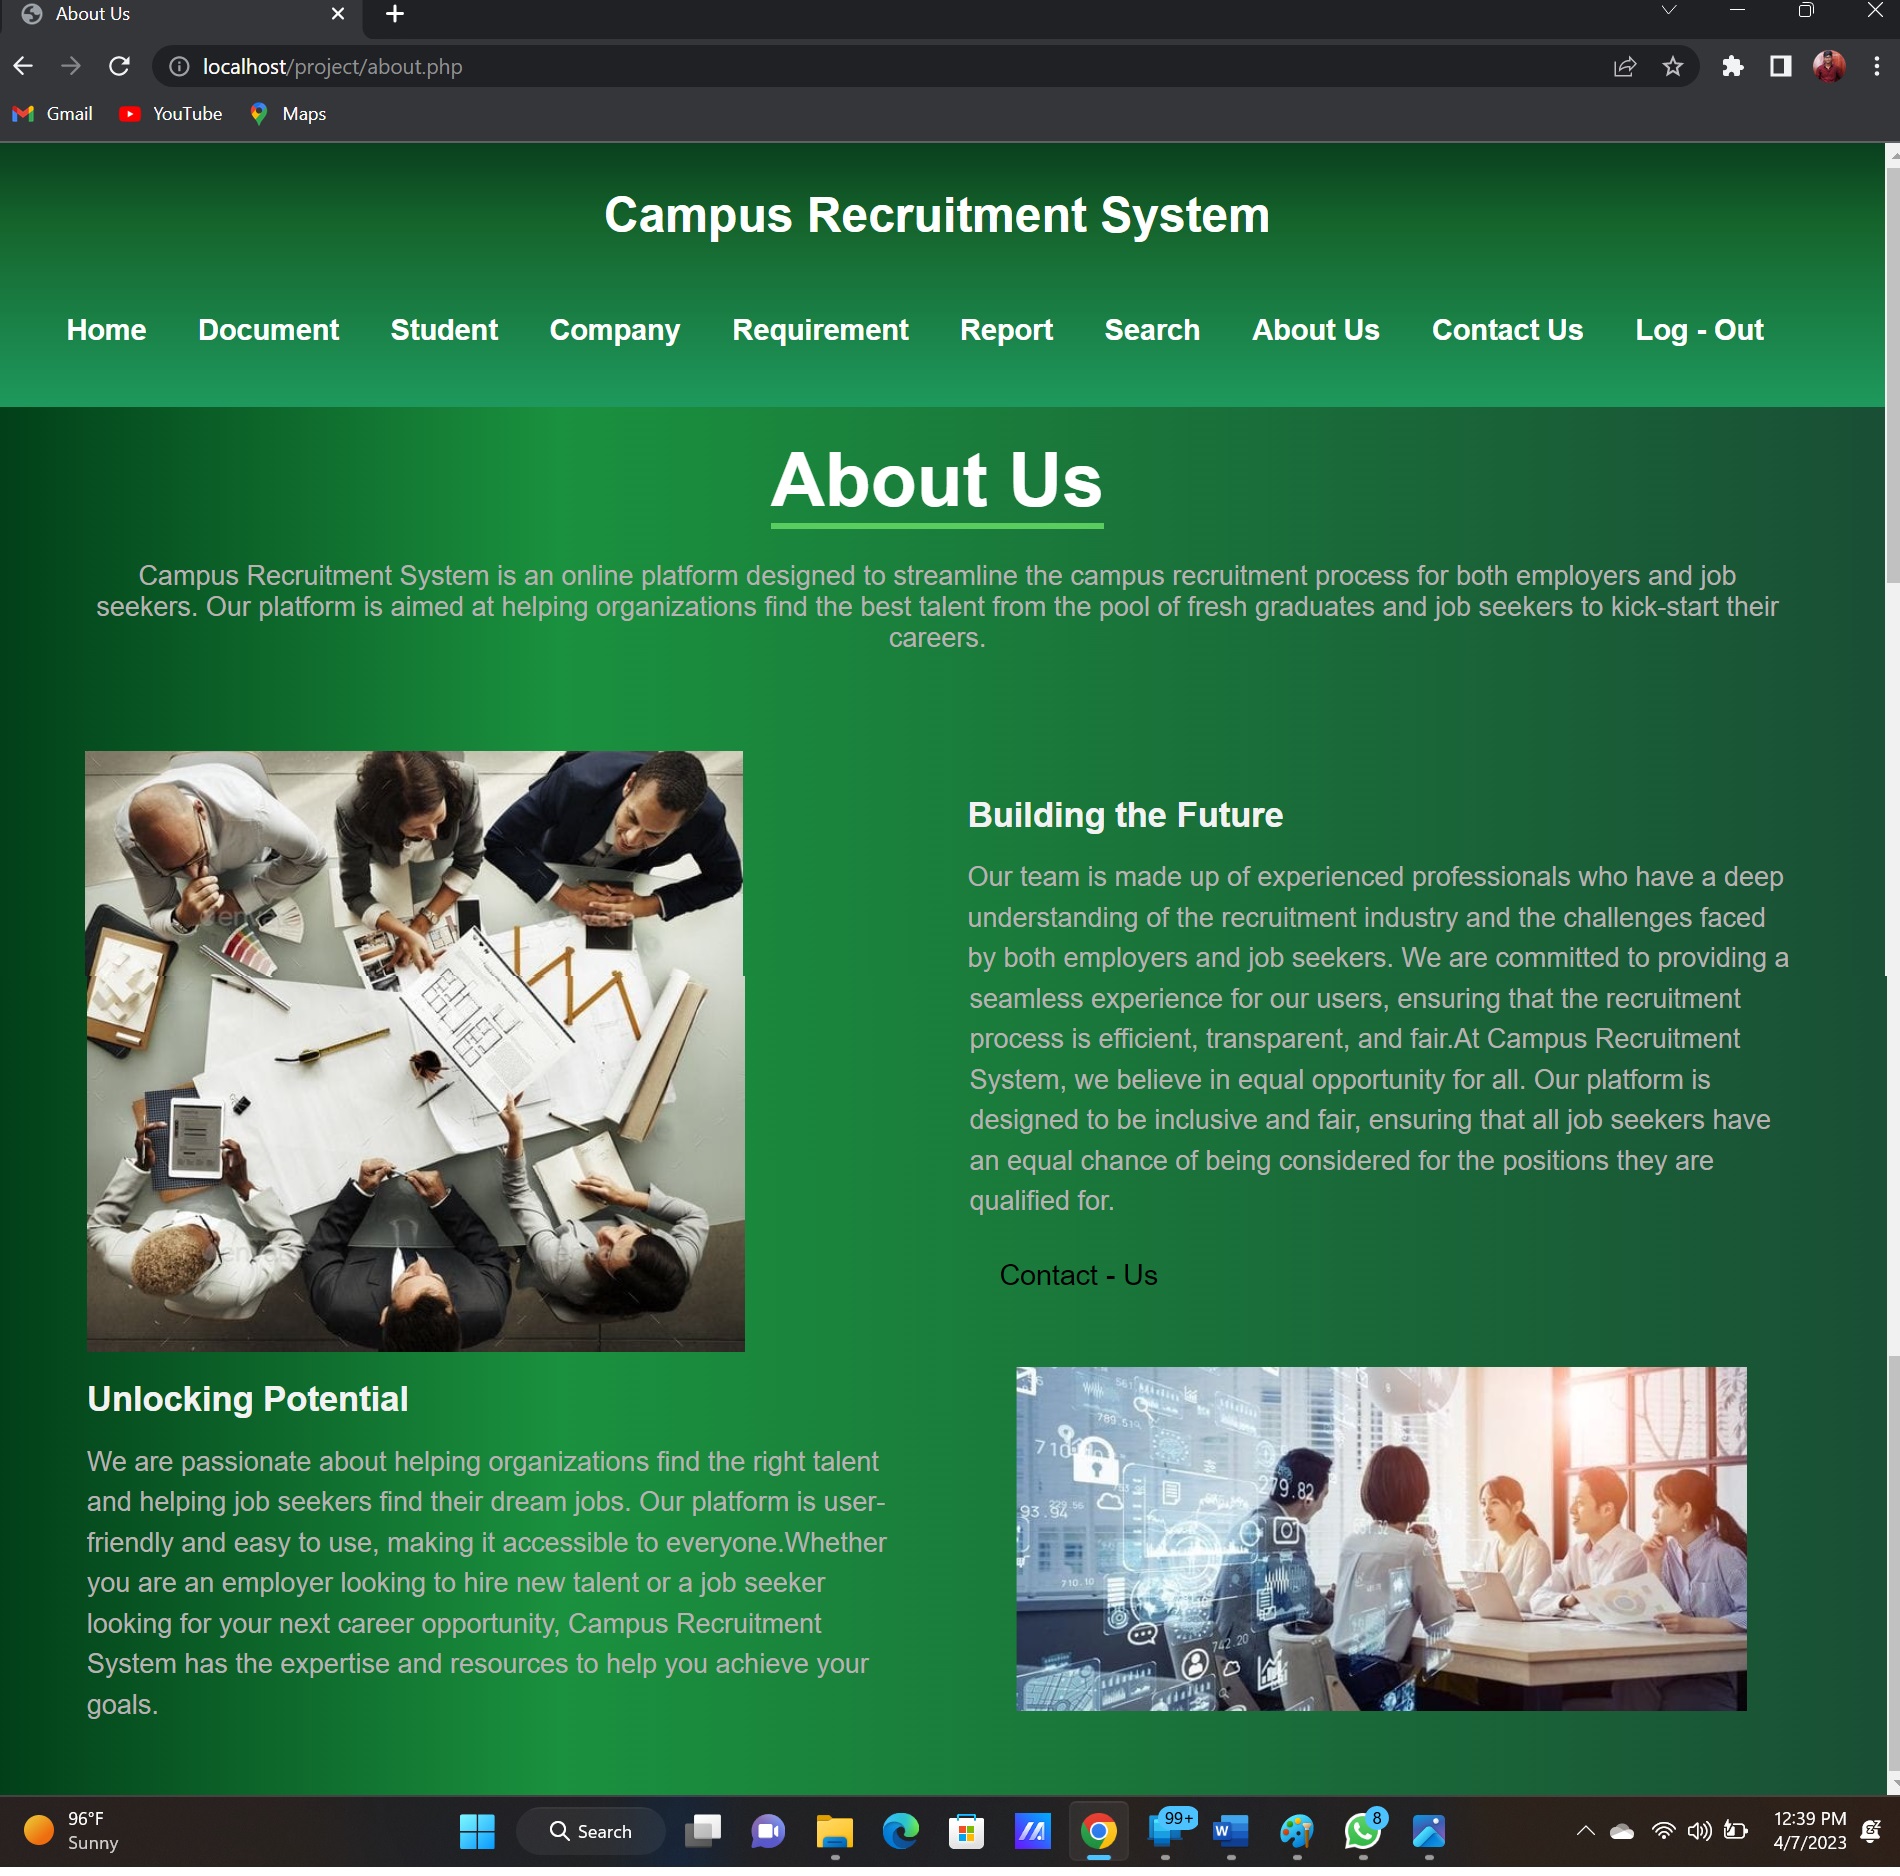 About Us
localhost/project/about.php
Gmail YouTube Maps
Campus Recruitment System
Home Document Student Company Requirement Report Search About Us Contact Us Log - Out
About Us
Campus Recruitment System is an online platform designed to streamline the campus recruitment process for both employers and job
seekers. Our platform is aimed at helping organizations find the best talent from the pool of fresh graduates and job seekers to kick-start their
careers.
Building the Future
Our team is made up of experienced professionals who have a deep
understanding of the recruitment industry and the challenges faced
by both employers and job seekers. We are committed to providing a
seamless experience for our users, ensuring that the recruitment
process is efficient, transparent, and fair.At Campus Recruitment
System, we believe in equal opportunity for all. Our platform is
designed to be inclusive and fair, ensuring that all job seekers have
an equal chance of being considered for the positions they are
qualified for.
Contact - Us
Unlocking Potential
We are passionate about helping organizations find the right talent
and helping job seekers find their dream jobs. Our platform is user-
friendly and easy to use, making it accessible to everyone.Whether
you are an employer looking to hire new talent or a job seeker
looking for your next career opportunity, Campus Recruitment
System has the expertise and resources to help you achieve your
goals.
279.82
93.94
742.20
710.10
96°F
Sunny
Search
99+
W
8
12:39 PM
4/7/2023